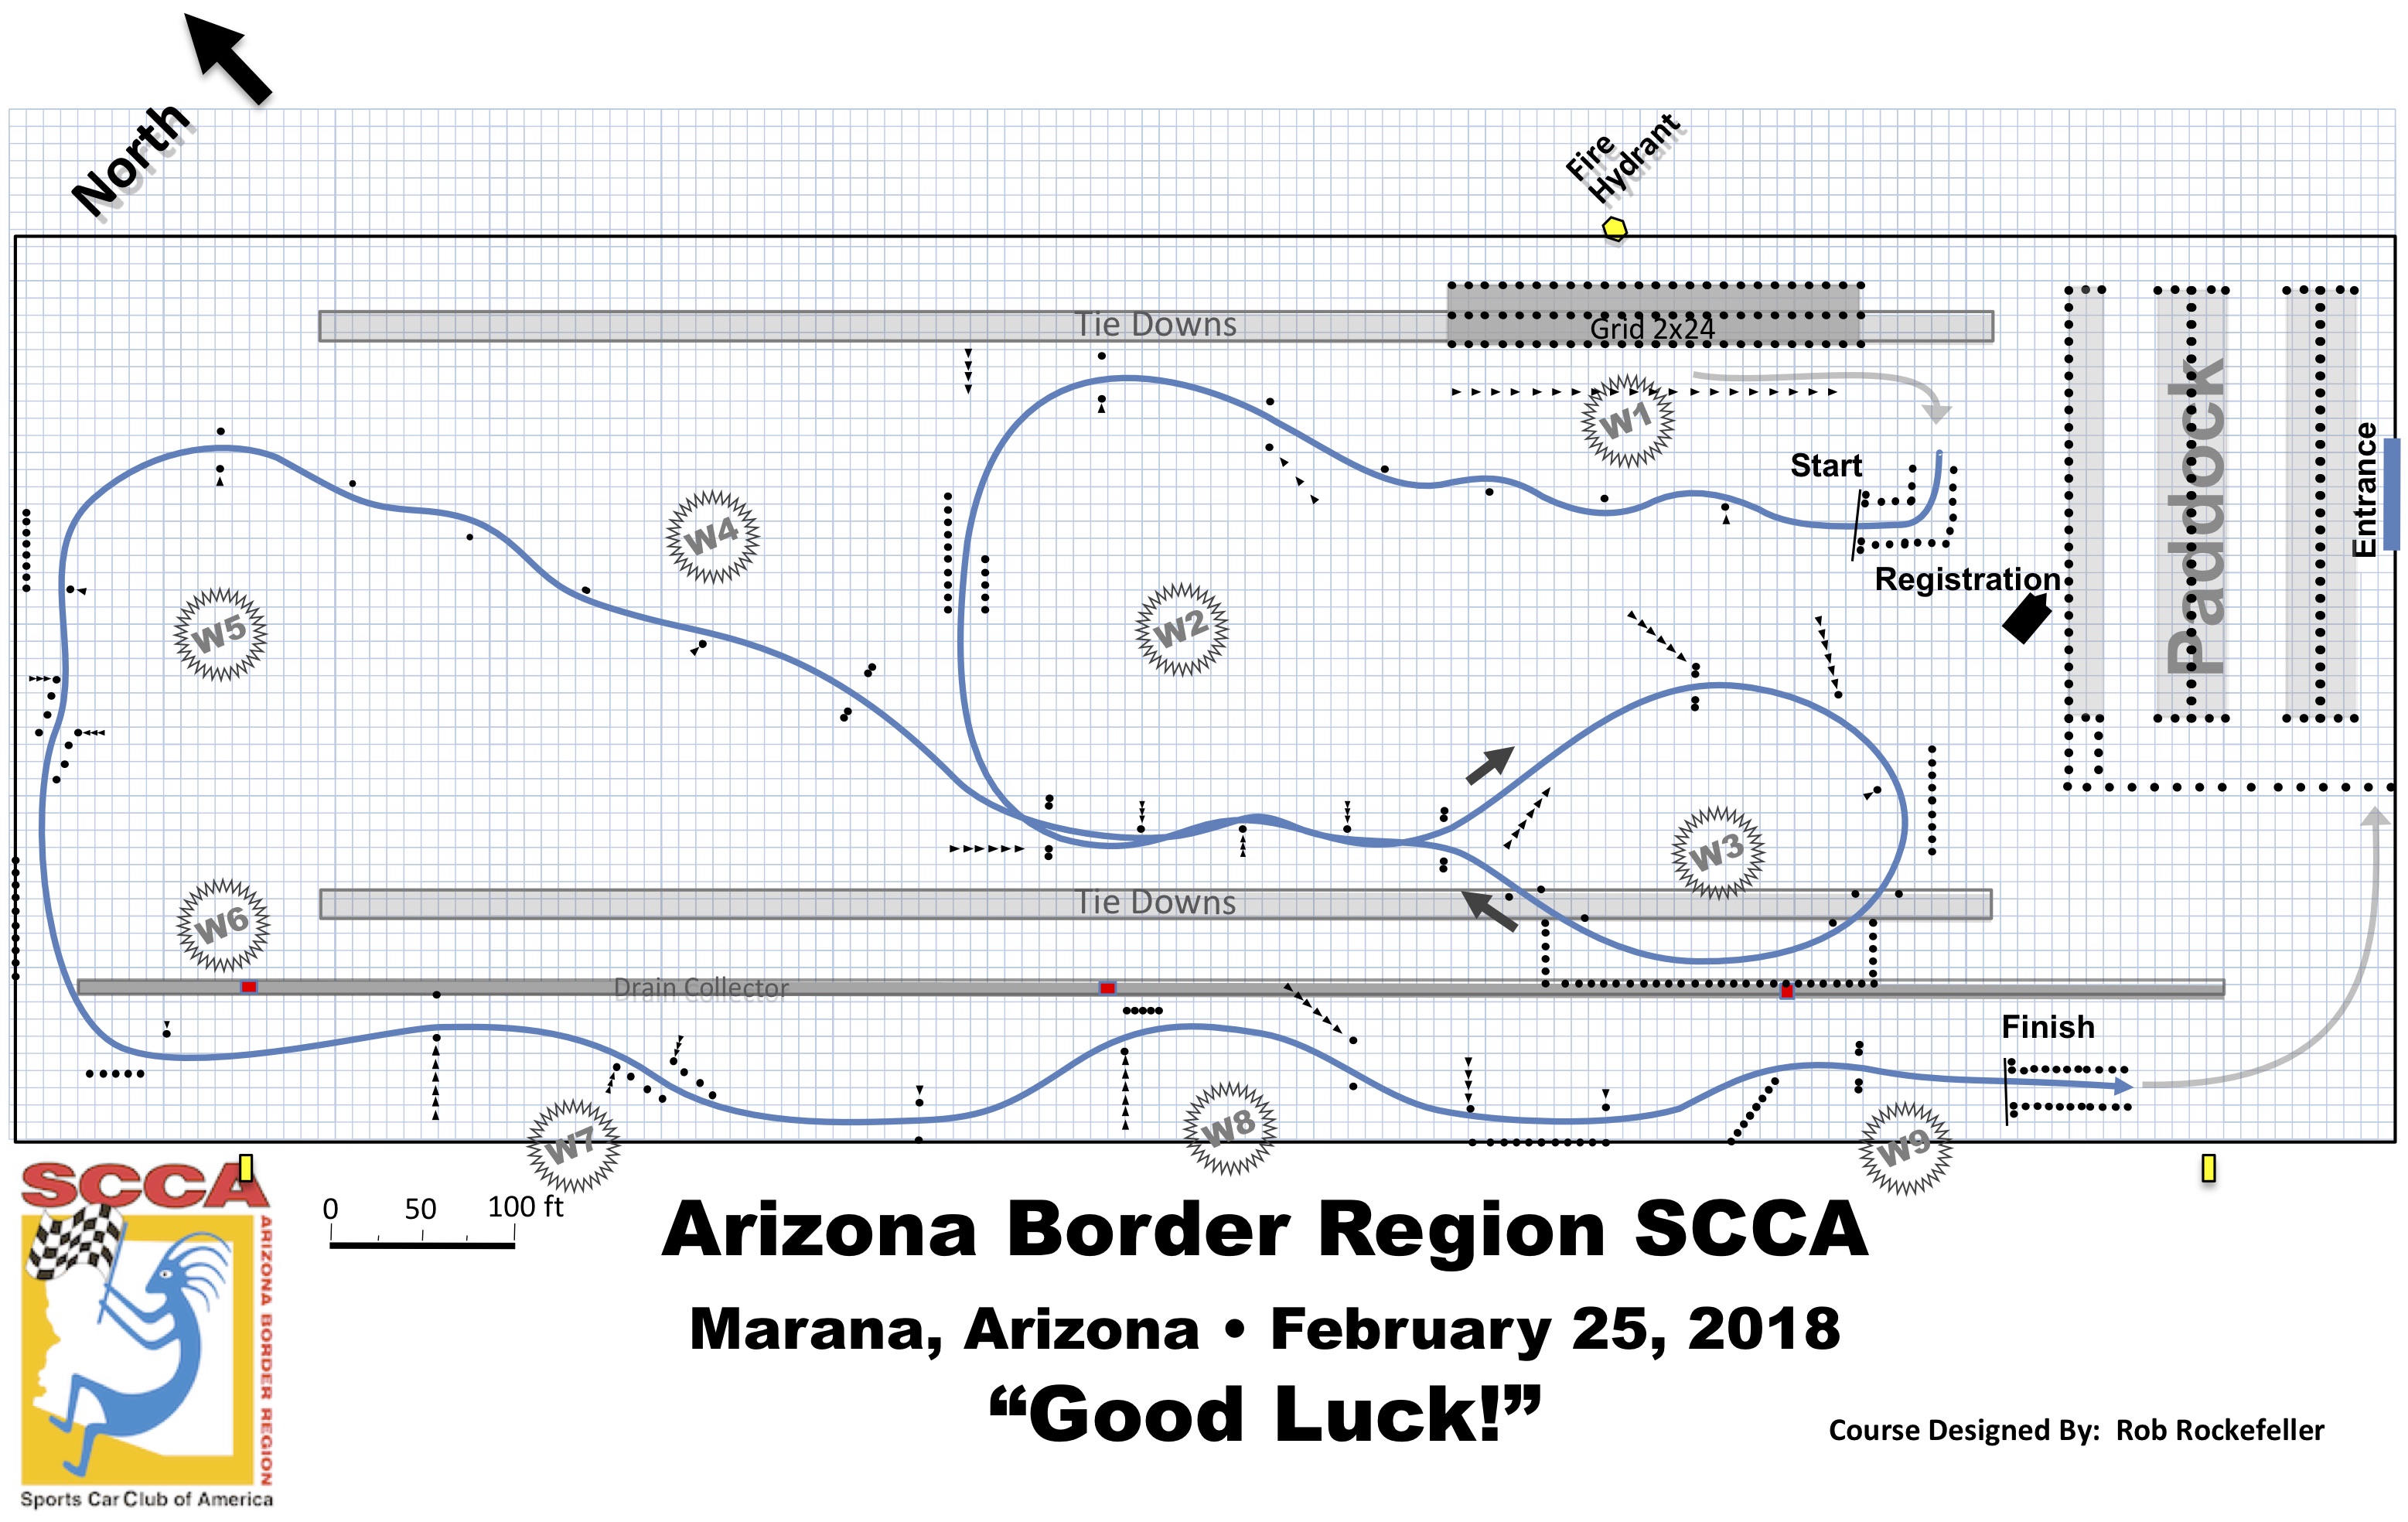 North
Fire
Hydrant
Tie Downs
Grid 2x24
W1
Start
Paddock
Entrance
W4
Registration
W5
W2
W3
Tie Downs
W6
Drain Collector
Finish
W7
W8
W9
SCCA
ARIZONA BORDER REGION
Sports Car Club of America
0 50 100 ft
Arizona Border Region SCCA
Marana, Arizona • February 25, 2018
“Good Luck!”
Course Designed By: Rob Rockefeller